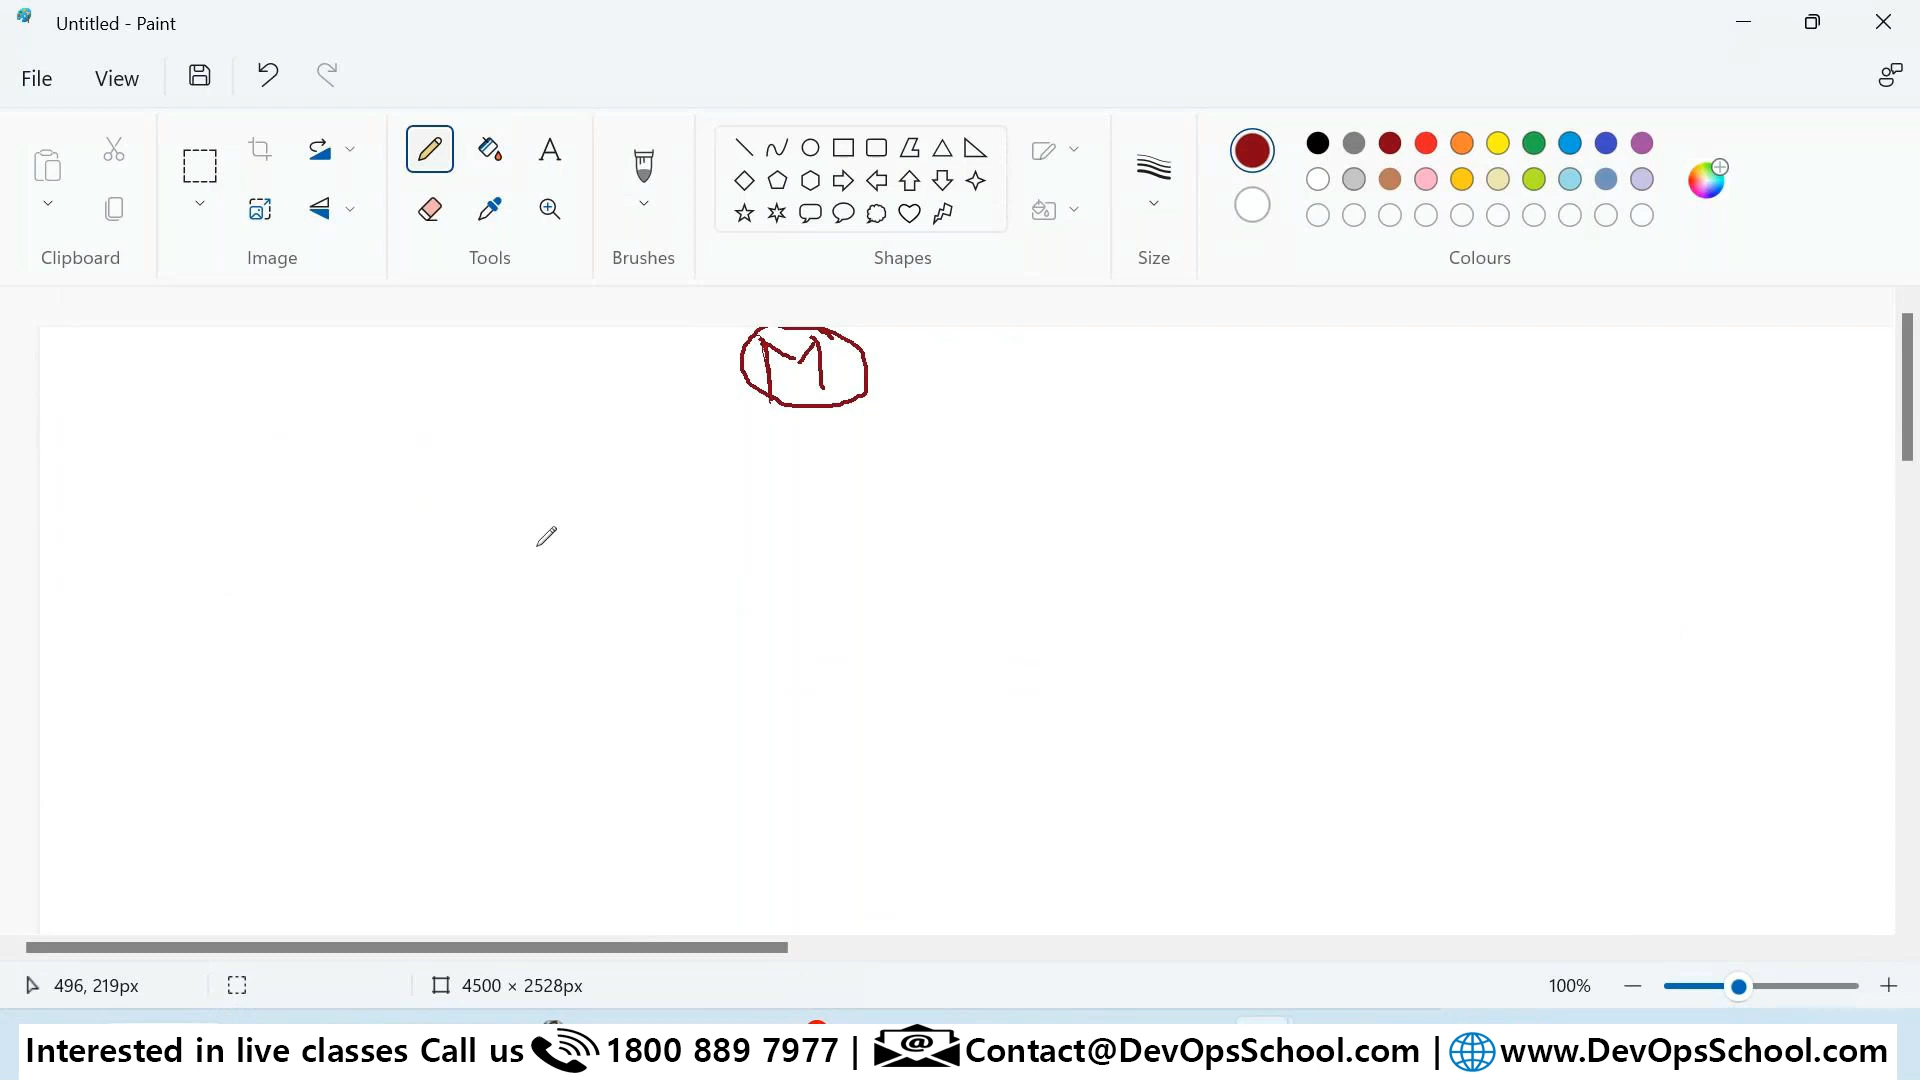 Untitled - Paint
File View
Clipboard Image Tools Brushes Shapes Size Colours
M
496, 219px 4500 × 2528px 100%
Interested in live classes Call us 1800 889 7977 | Contact@DevOpsSchool.com | www.DevOpsSchool.com